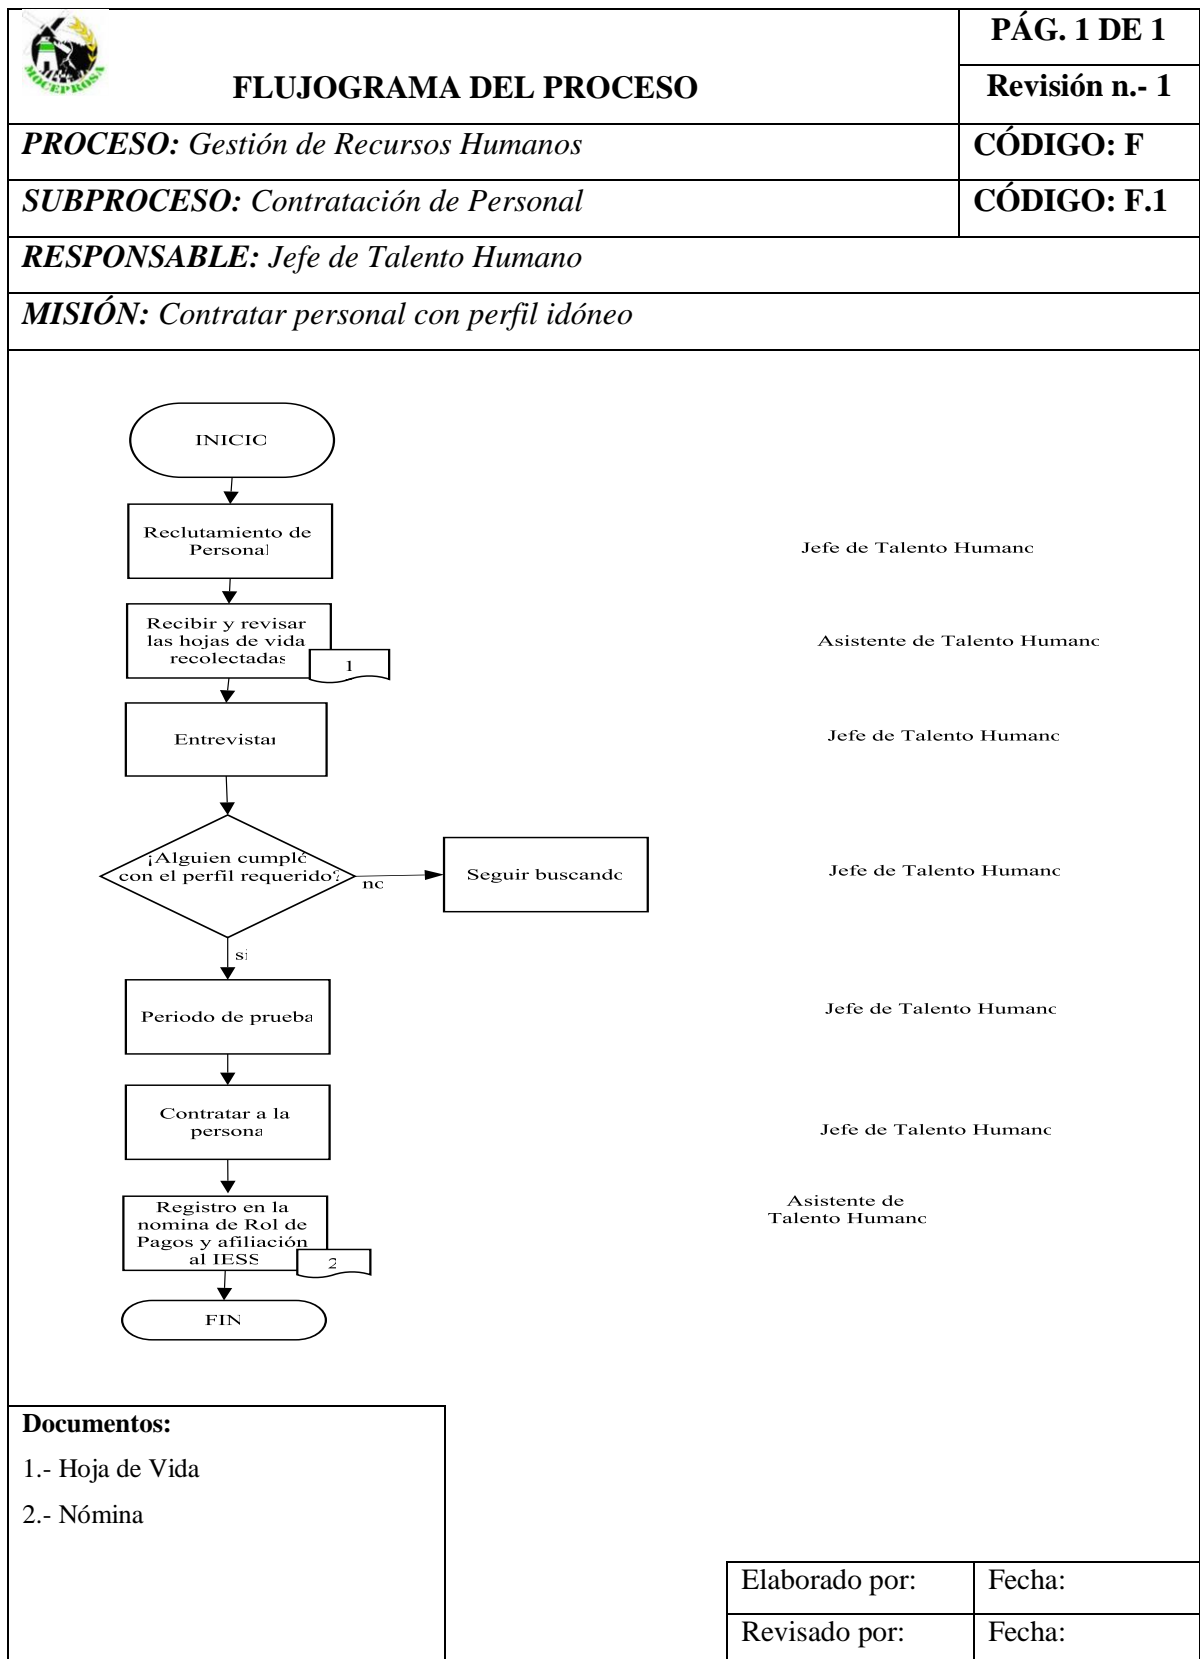 MOCEPROSA
PÁG. 1 DE 1
FLUJOGRAMA DEL PROCESO
Revisión n.- 1
PROCESO: Gestión de Recursos Humanos
CÓDIGO: F
SUBPROCESO: Contratación de Personal
CÓDIGO: F.1
RESPONSABLE: Jefe de Talento Humano
MISIÓN: Contratar personal con perfil idóneo
INICIO
Reclutamiento de
Personal
Jefe de Talento Humano
Recibir y revisar
las hojas de vida
recolectadas
1
Asistente de Talento Humano
Entrevistar
Jefe de Talento Humano
¡Alguien cumple
con el perfil requerido?
no
Seguir buscando
Jefe de Talento Humano
si
Periodo de prueba
Jefe de Talento Humano
Contratar a la
persona
Jefe de Talento Humano
Registro en la
nomina de Rol de
Pagos y afiliación
al IESS
2
Asistente de
Talento Humano
FIN
Documentos:
1.- Hoja de Vida
2.- Nómina
Elaborado por:
Fecha:
Revisado por:
Fecha: